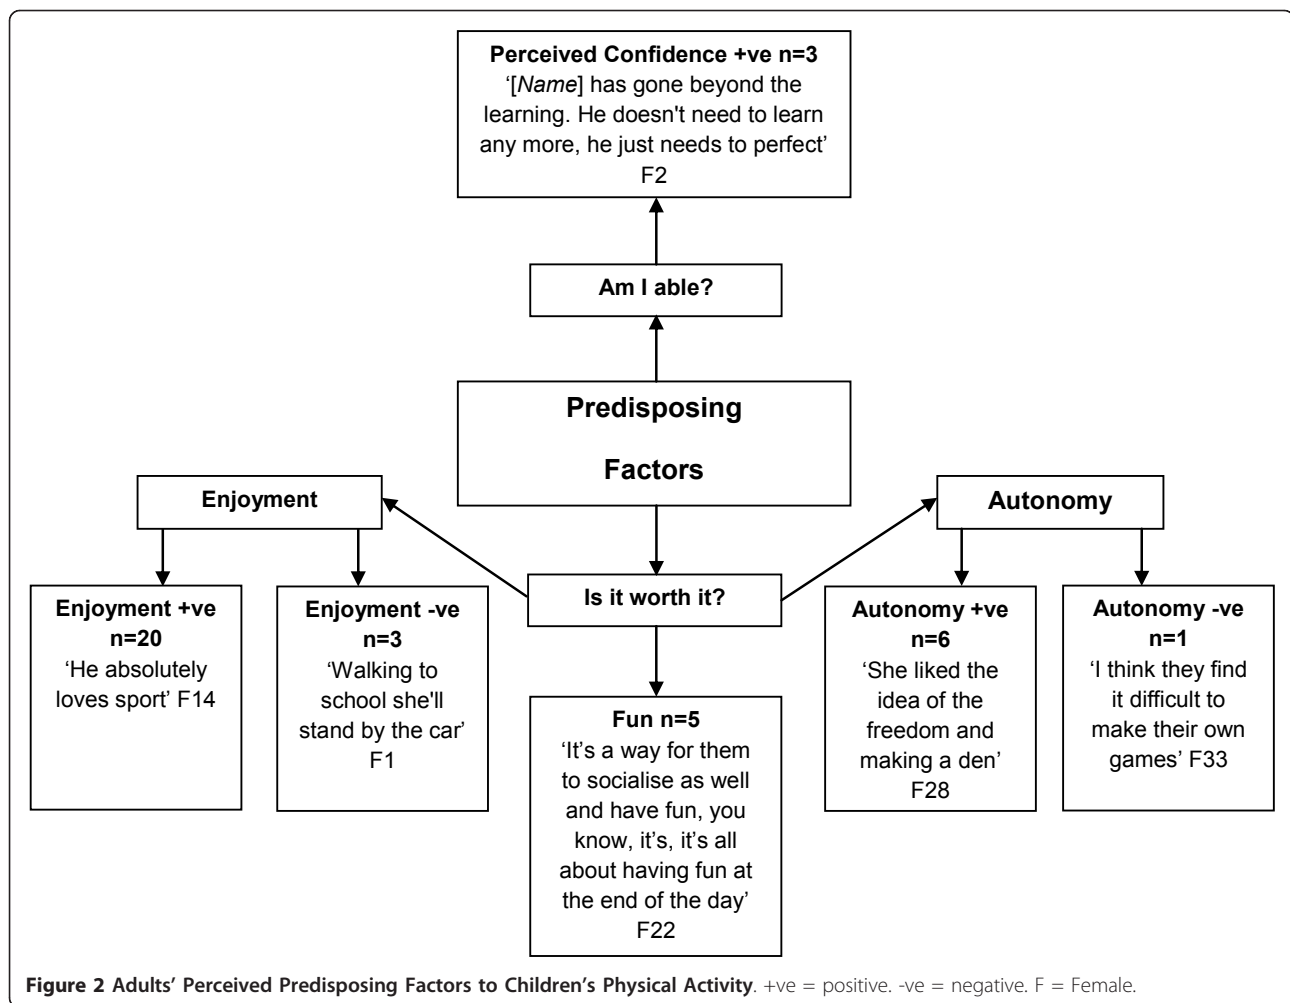 Perceived Confidence +ve n=3
‘[Name] has gone beyond the
learning. He doesn't need to learn
any more, he just needs to perfect’
F2
Am I able?
Predisposing
Factors
Enjoyment
Autonomy
Is it worth it?
Enjoyment +ve
n=20
‘He absolutely
loves sport’ F14
Enjoyment -ve
n=3
‘Walking to
school she'll
stand by the car’
F1
Fun n=5
‘It’s a way for them
to socialise as well
and have fun, you
know, it’s, it’s all
about having fun at
the end of the day’
F22
Autonomy +ve
n=6
‘She liked the
idea of the
freedom and
making a den’
F28
Autonomy -ve
n=1
‘I think they find
it difficult to
make their own
games’ F33
Figure 2 Adults’ Perceived Predisposing Factors to Children’s Physical Activity. +ve = positive. -ve = negative. F = Female.